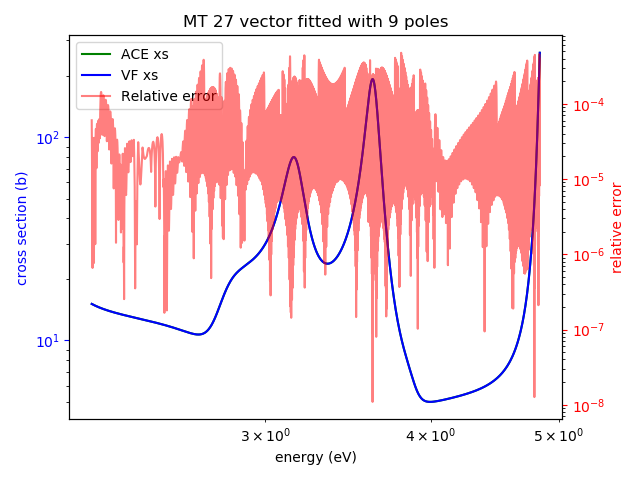 MT 27 vector fitted with 9 poles
ACE xs
VF xs
Relative error
cross section (b)
10²
10¹
relative error
10⁻⁴
10⁻⁵
10⁻⁶
10⁻⁷
10⁻⁸
3 × 10⁰
4 × 10⁰
5 × 10⁰
energy (eV)